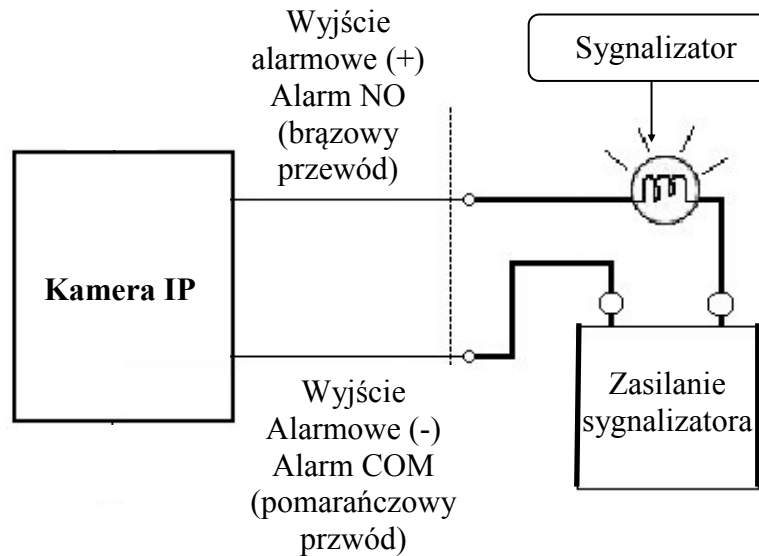 Wyjście
alarmowe (+)
Alarm NO
(brązowy
przewód)
Sygnalizator
Kamera IP
Wyjście
Alarmowe (-)
Alarm COM
(pomarańczowy
przwód)
Zasilanie
sygnalizatora